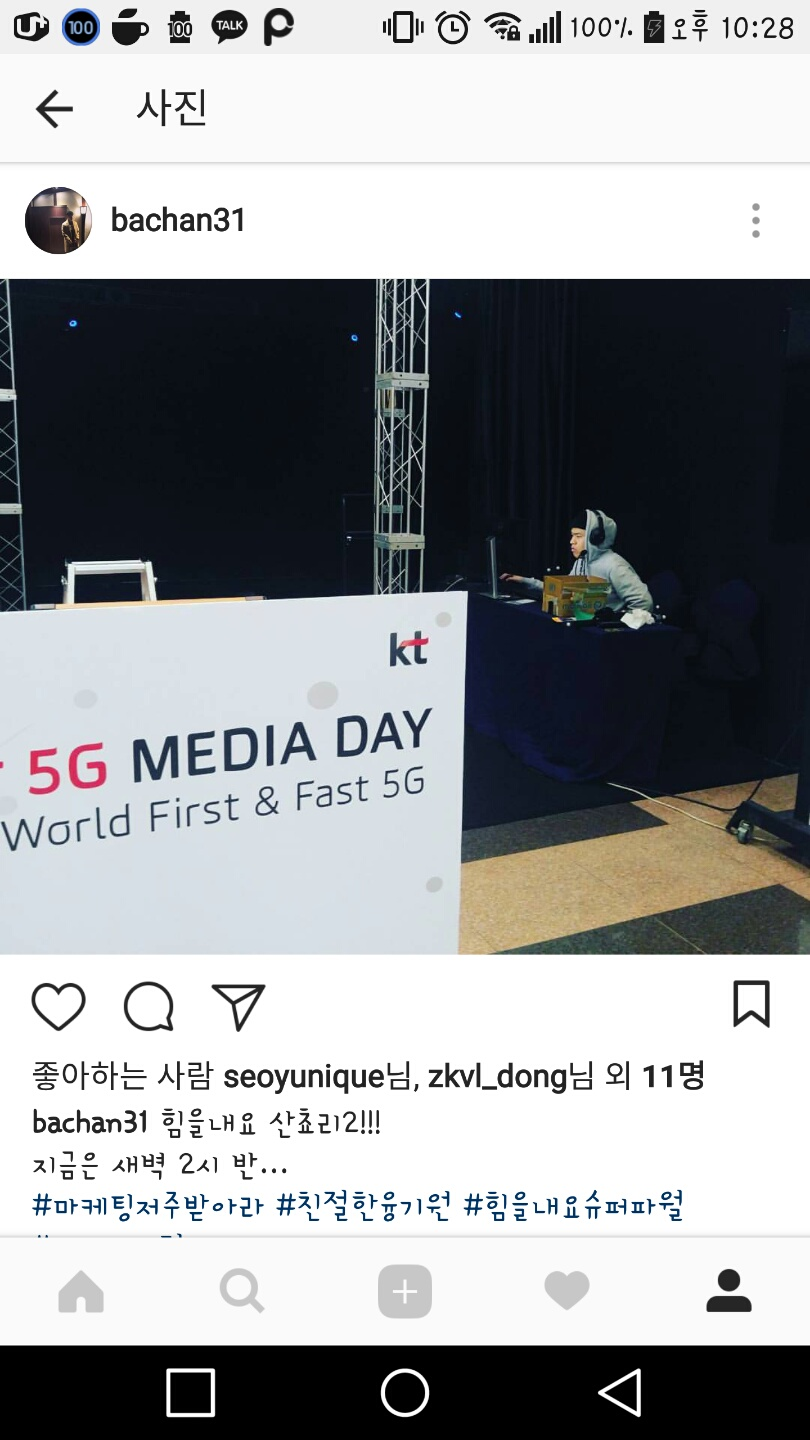 U+ 100 100 TALK 100% 오후 10:28
사진
bachan31
kt
5G MEDIA DAY
World First & Fast 5G
좋아하는 사람 seoyunique님, zkvl_dong님 외 11명
bachan31 힘을내요 산쵸리2!!!
지금은 새벽 2시 반...
#마케팅저주받아라 #친절한융기원 #힘을내요슈퍼파월